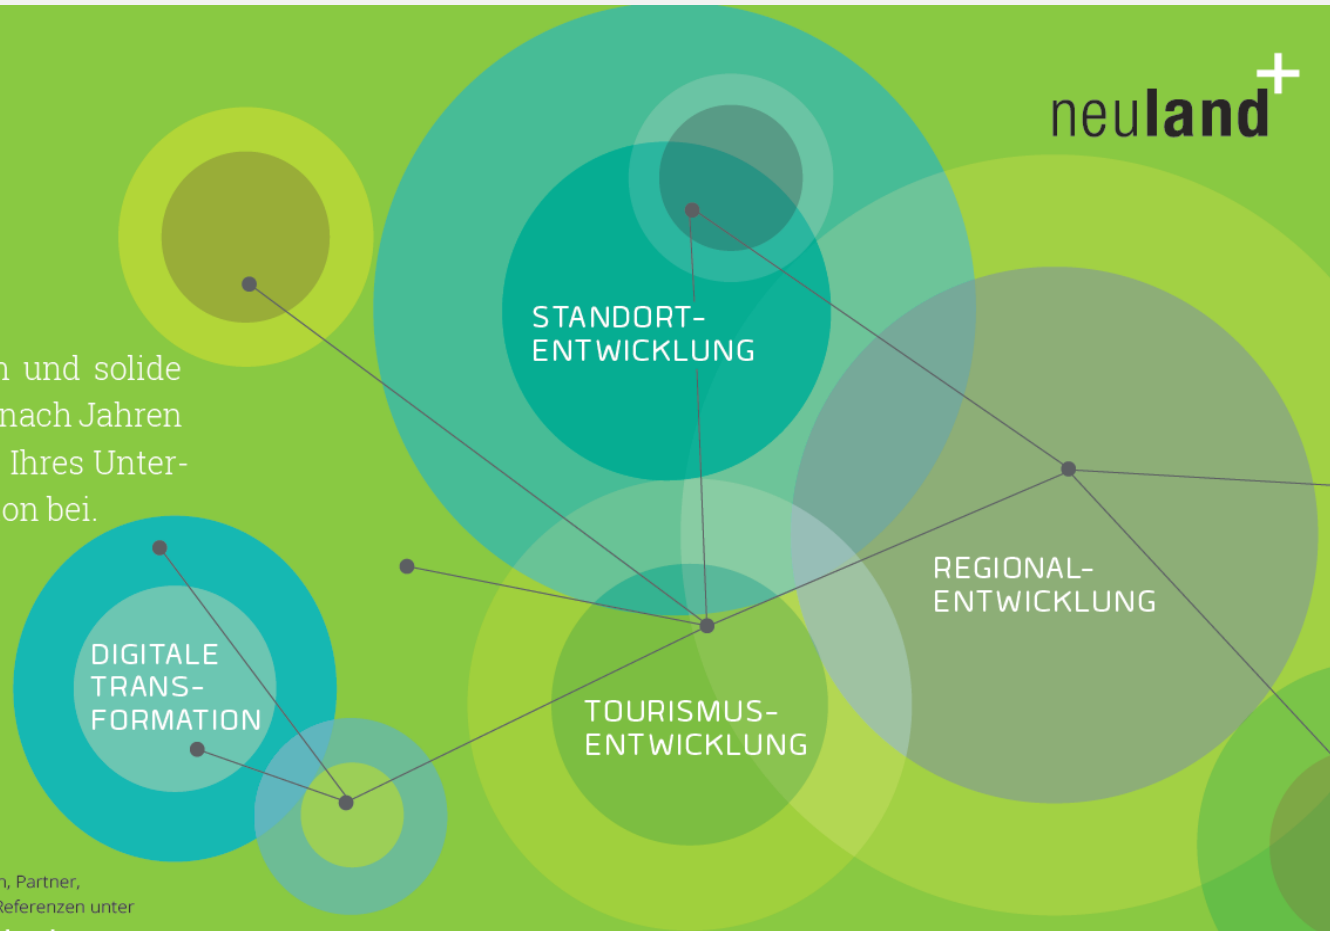 neuland+
STANDORT-
ENTWICKLUNG
n und solide
nach Jahren
Ihres Unter-
on bei.
REGIONAL-
ENTWICKLUNG
DIGITALE
TRANS-
FORMATION
TOURISMUS-
ENTWICKLUNG
n, Partner,
Referenzen unter